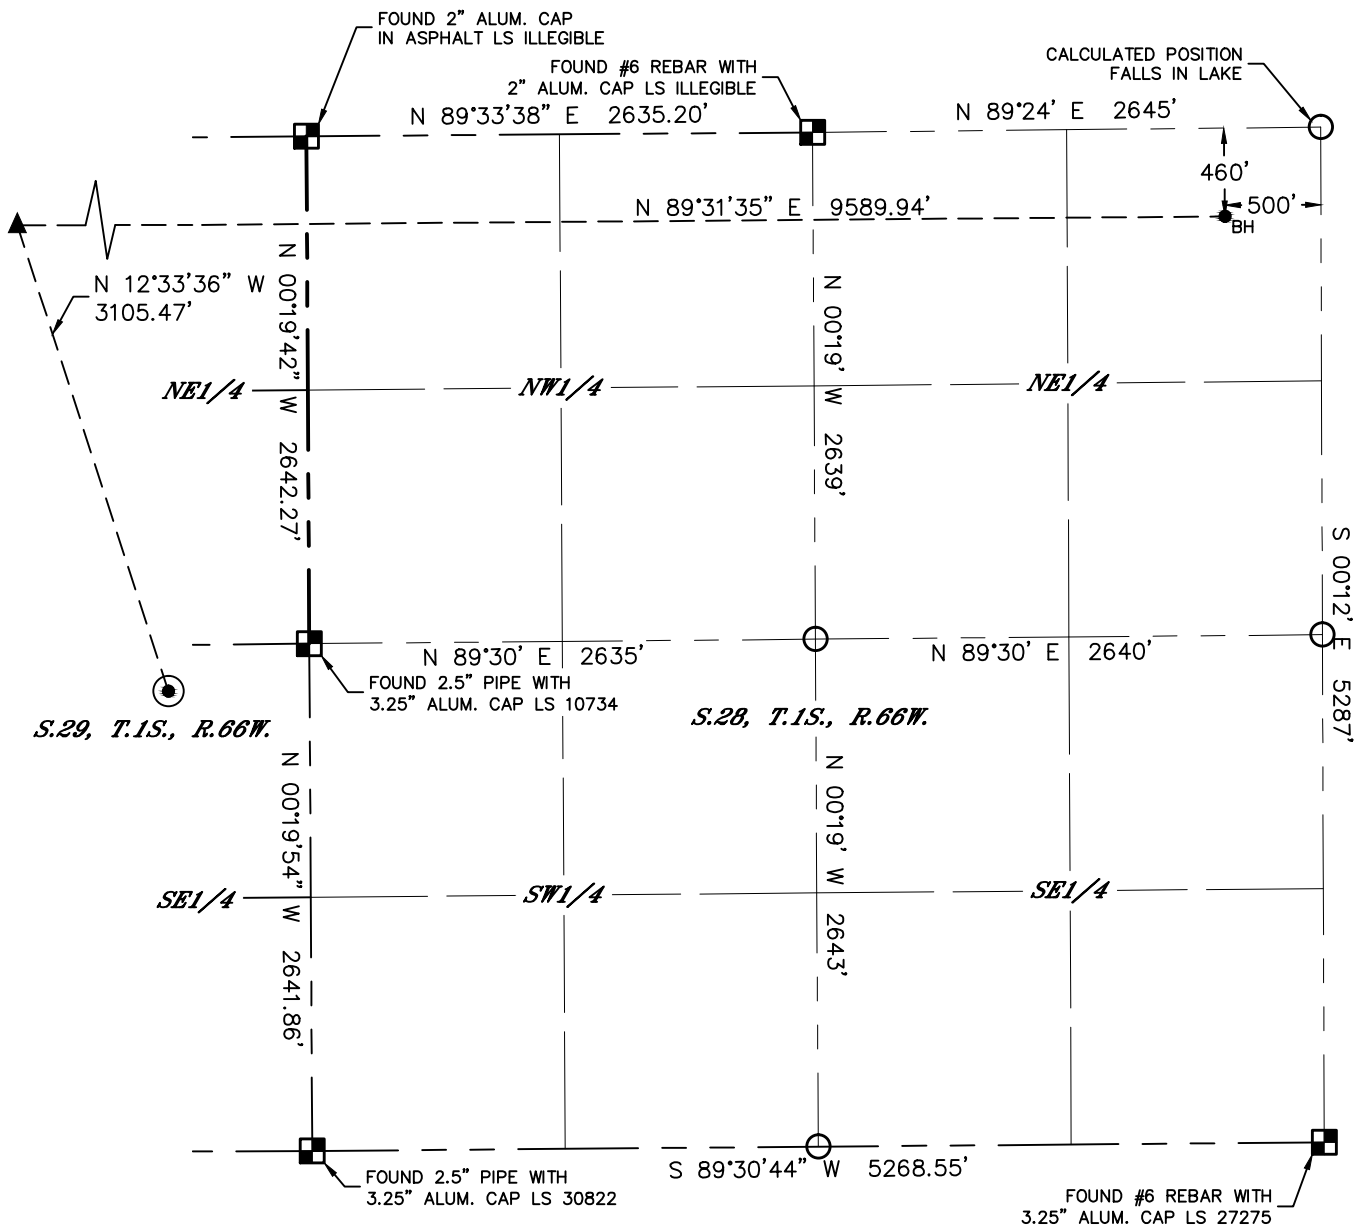 FOUND 2" ALUM. CAP
IN ASPHALT LS ILLEGIBLE
FOUND #6 REBAR WITH
2" ALUM. CAP LS ILLEGIBLE
CALCULATED POSITION
FALLS IN LAKE
N 89°33'38" E 2635.20'
N 89°24' E 2645'
460'
500'
BH
N 89°31'35" E 9589.94'
N 12°33'36" W
3105.47'
N 00°19'42" W 2642.27'
N 00°19' W 2639'
NE1/4
NW1/4
NE1/4
S 00°12' E 5287'
N 89°30' E 2635'
N 89°30' E 2640'
FOUND 2.5" PIPE WITH
3.25" ALUM. CAP LS 10734
S.29, T.1S., R.66W.
S.28, T.1S., R.66W.
N 00°19'54" W 2641.86'
N 00°19' W 2643'
SE1/4
SW1/4
SE1/4
S 89°30'44" W 5268.55'
FOUND 2.5" PIPE WITH
3.25" ALUM. CAP LS 30822
FOUND #6 REBAR WITH
3.25" ALUM. CAP LS 27275